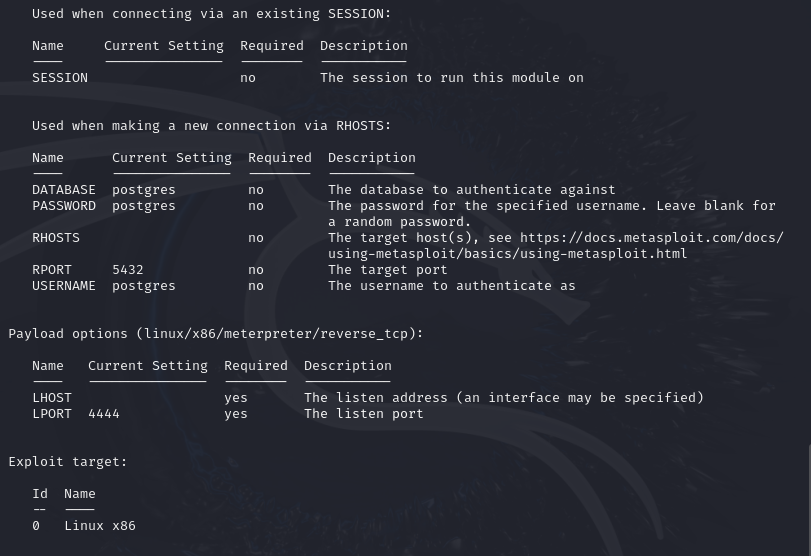 Used when connecting via an existing SESSION:
Name Current Setting Required Description
---- --------------- -------- -----------
SESSION no The session to run this module on
Used when making a new connection via RHOSTS:
Name Current Setting Required Description
---- --------------- -------- -----------
DATABASE postgres no The database to authenticate against
PASSWORD postgres no The password for the specified username. Leave blank for
a random password.
RHOSTS no The target host(s), see https://docs.metasploit.com/docs/
using-metasploit/basics/using-metasploit.html
RPORT 5432 no The target port
USERNAME postgres no The username to authenticate as
Payload options (linux/x86/meterpreter/reverse_tcp):
Name Current Setting Required Description
---- --------------- -------- -----------
LHOST yes The listen address (an interface may be specified)
LPORT 4444 yes The listen port
Exploit target:
Id Name
-- ----
0 Linux x86